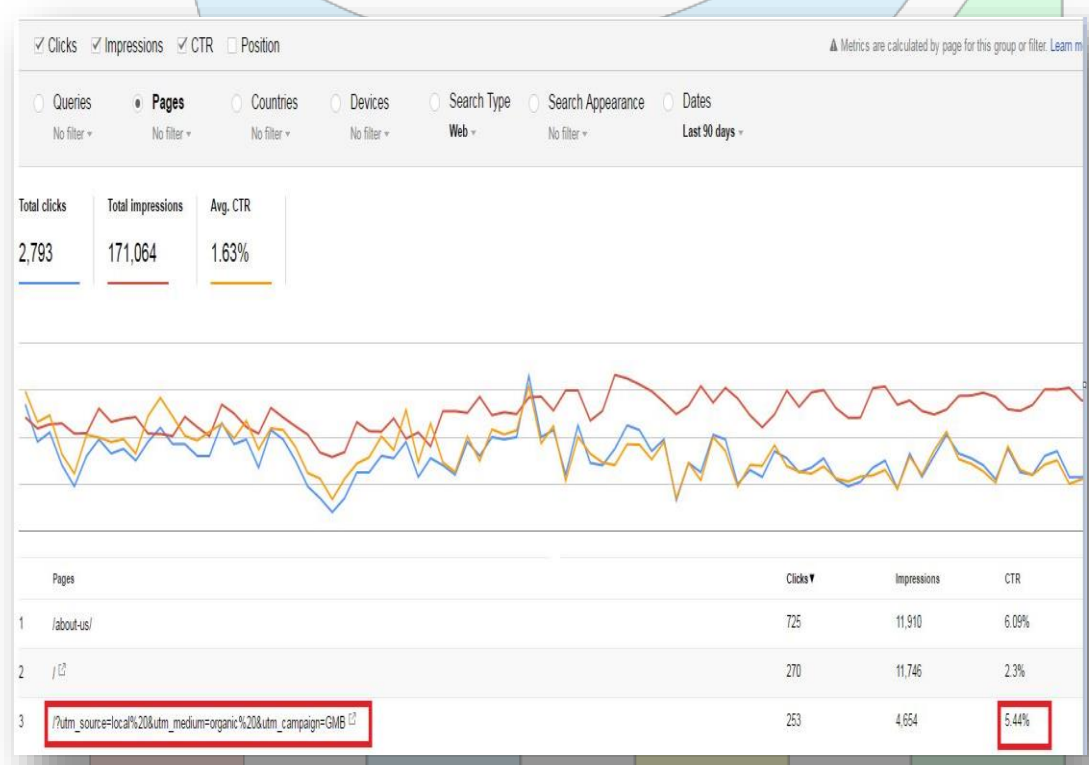 Clicks Impressions CTR Position
Metrics are calculated by page for this group or filter. Learn m
Queries Pages Countries Devices Search Type Search Appearance Dates
No filter No filter No filter No filter Web No filter Last 90 days
Total clicks Total impressions Avg. CTR
2,793 171,064 1.63%
Pages Clicks▼ Impressions CTR
1 /about-us/ 725 11,910 6.09%
2 / 270 11,746 2.3%
3 /?utm_source=local%20&utm_medium=organic%20&utm_campaign=GMB 253 4,654 5.44%